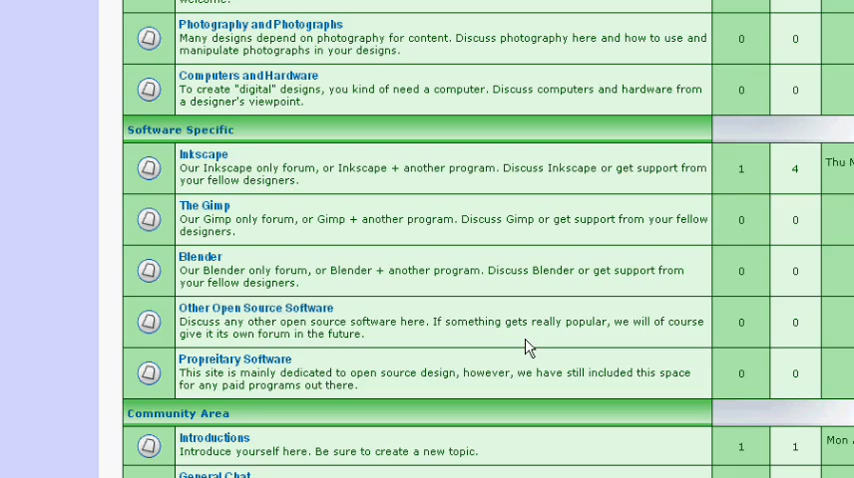 welcome.
Photography and Photographs
Many designs depend on photography for content. Discuss photography here and how to use and
manipulate photographs in your designs.
0 0
Computers and Hardware
To create "digital" designs, you kind of need a computer. Discuss computers and hardware from
a designer's viewpoint.
0 0
Software Specific
Inkscape
Our Inkscape only forum, or Inkscape + another program. Discuss Inkscape or get support from
your fellow designers.
1 4 Thu
The Gimp
Our Gimp only forum, or Gimp + another program. Discuss Gimp or get support from your fellow
designers.
0 0
Blender
Our Blender only forum, or Blender + another program. Discuss Blender or get support from
your fellow designers.
0 0
Other Open Source Software
Discuss any other open source software here. If something gets really popular, we will of course
give it its own forum in the future.
0 0
Propreitary Software
This site is mainly dedicated to open source design, however, we have still included this space
for any paid programs out there.
0 0
Community Area
Introductions
Introduce yourself here. Be sure to create a new topic.
1 1 Mon
General Chat